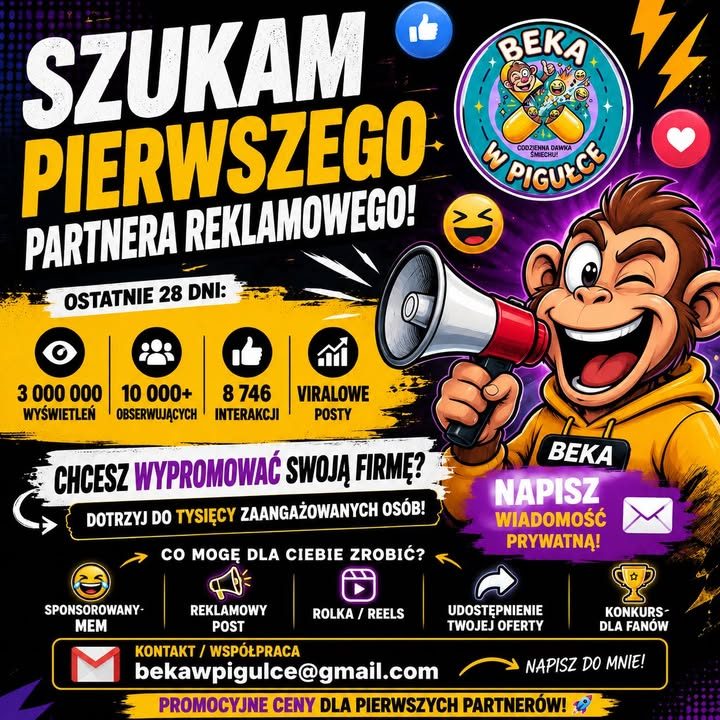 SZUKAM
PIERWSZEGO
PARTNERA REKLAMOWEGO!
BEKA
CODZIENNA DAWKA
ŚMIECHU!
W PIGUŁCE
OSTATNIE 28 DNI:
3 000 000
WYŚWIETLEŃ
10 000+
OBSERWUJĄCYCH
8 746
INTERAKCJI
VIRALOWE
POSTY
BEKA
CHCESZ WYPROMOWAĆ SWOJĄ FIRMĘ?
DOTRZYJ DO TYSIĘCY ZAANGAŻOWANYCH OSÓB!
NAPISZ
WIADOMOŚĆ
PRYWATNĄ!
CO MOGĘ DLA CIEBIE ZROBIĆ?
SPONSOROWANY-
MEM
REKLAMOWY
POST
ROLKA / REELS
UDOSTĘPNIENIE
TWOJEJ OFERTY
KONKURS-
DLA FANÓW
KONTAKT / WSPÓŁPRACA
bekawpigulce@gmail.com
NAPISZ DO MNIE!
PROMOCYJNE CENY DLA PIERWSZYCH PARTNERÓW! 🚀